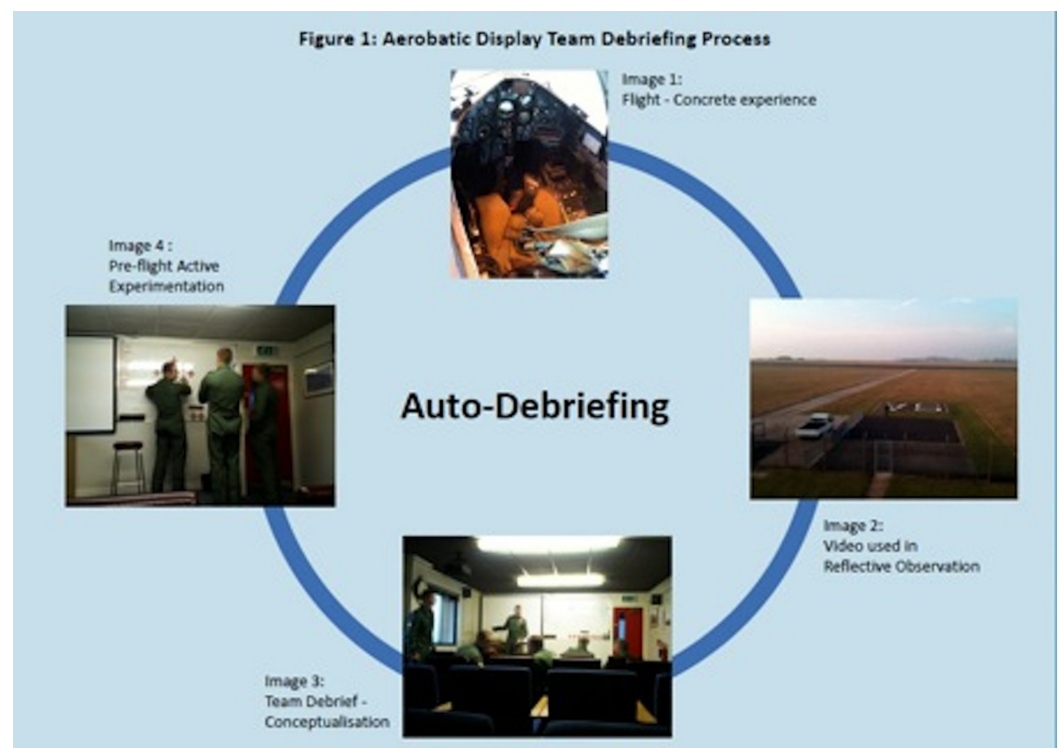 Figure 1: Aerobatic Display Team Debriefing Process
Image 1:
Flight - Concrete experience
Image 4 :
Pre-flight Active
Experimentation
Auto-Debriefing
Image 2:
Video used in
Reflective Observation
Image 3:
Team Debrief -
Conceptualisation